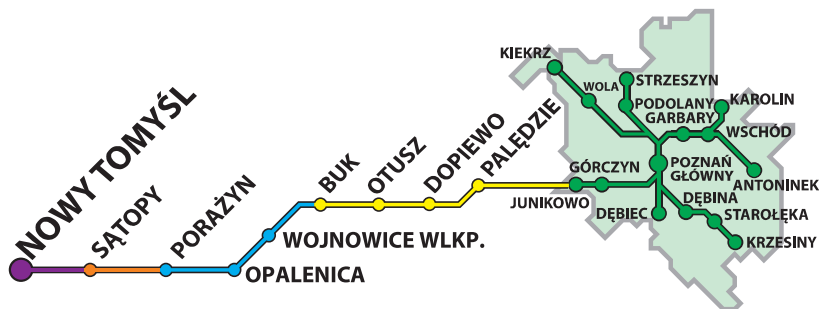 NOWY TOMYŚL
SĄTOPY
PORAŻYN
OPALENICA
WOJNOWICE WLKP.
BUK
OTUSZ
DOPIEWO
PALĘDZIE
JUNIKOWO
GÓRCZYN
KIEKRZ
WOLA
STRZESZYN
PODOLANY
GARBARY
KAROLIN
WSCHÓD
ANTONINEK
POZNAŃ
GŁÓWNY
DĘBIEC
DĘBINA
STAROŁĘKA
KRZESINY